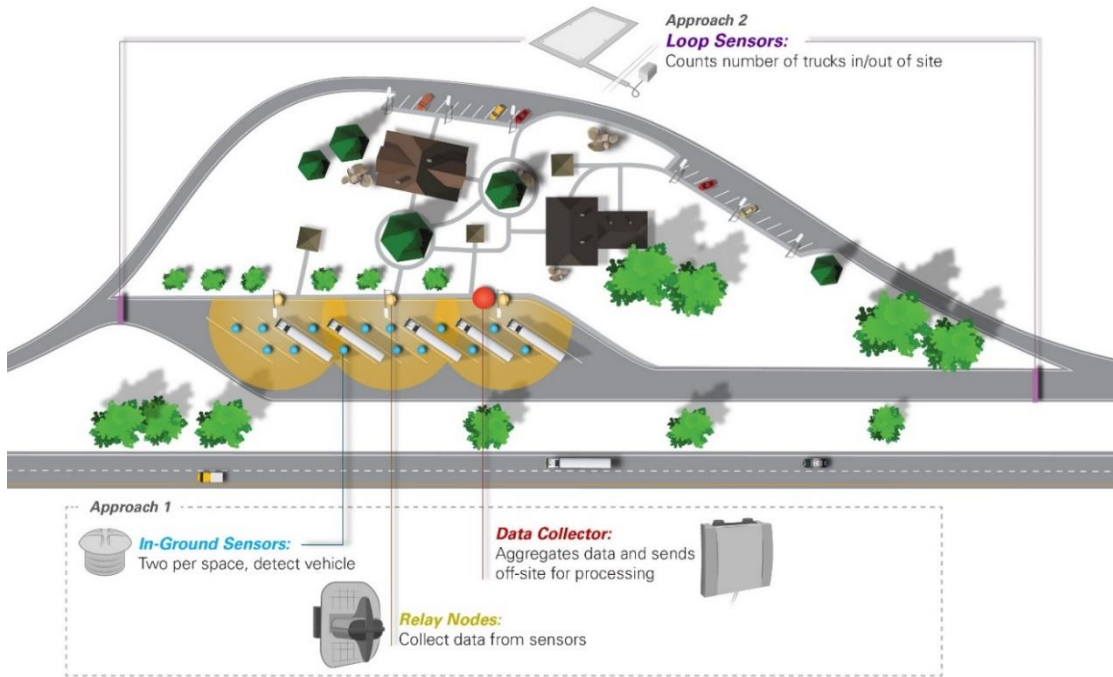 Approach 2
Loop Sensors:
Counts number of trucks in/out of site
Approach 1
In-Ground Sensors:
Two per space, detect vehicle
Data Collector:
Aggregates data and sends
off-site for processing
Relay Nodes:
Collect data from sensors